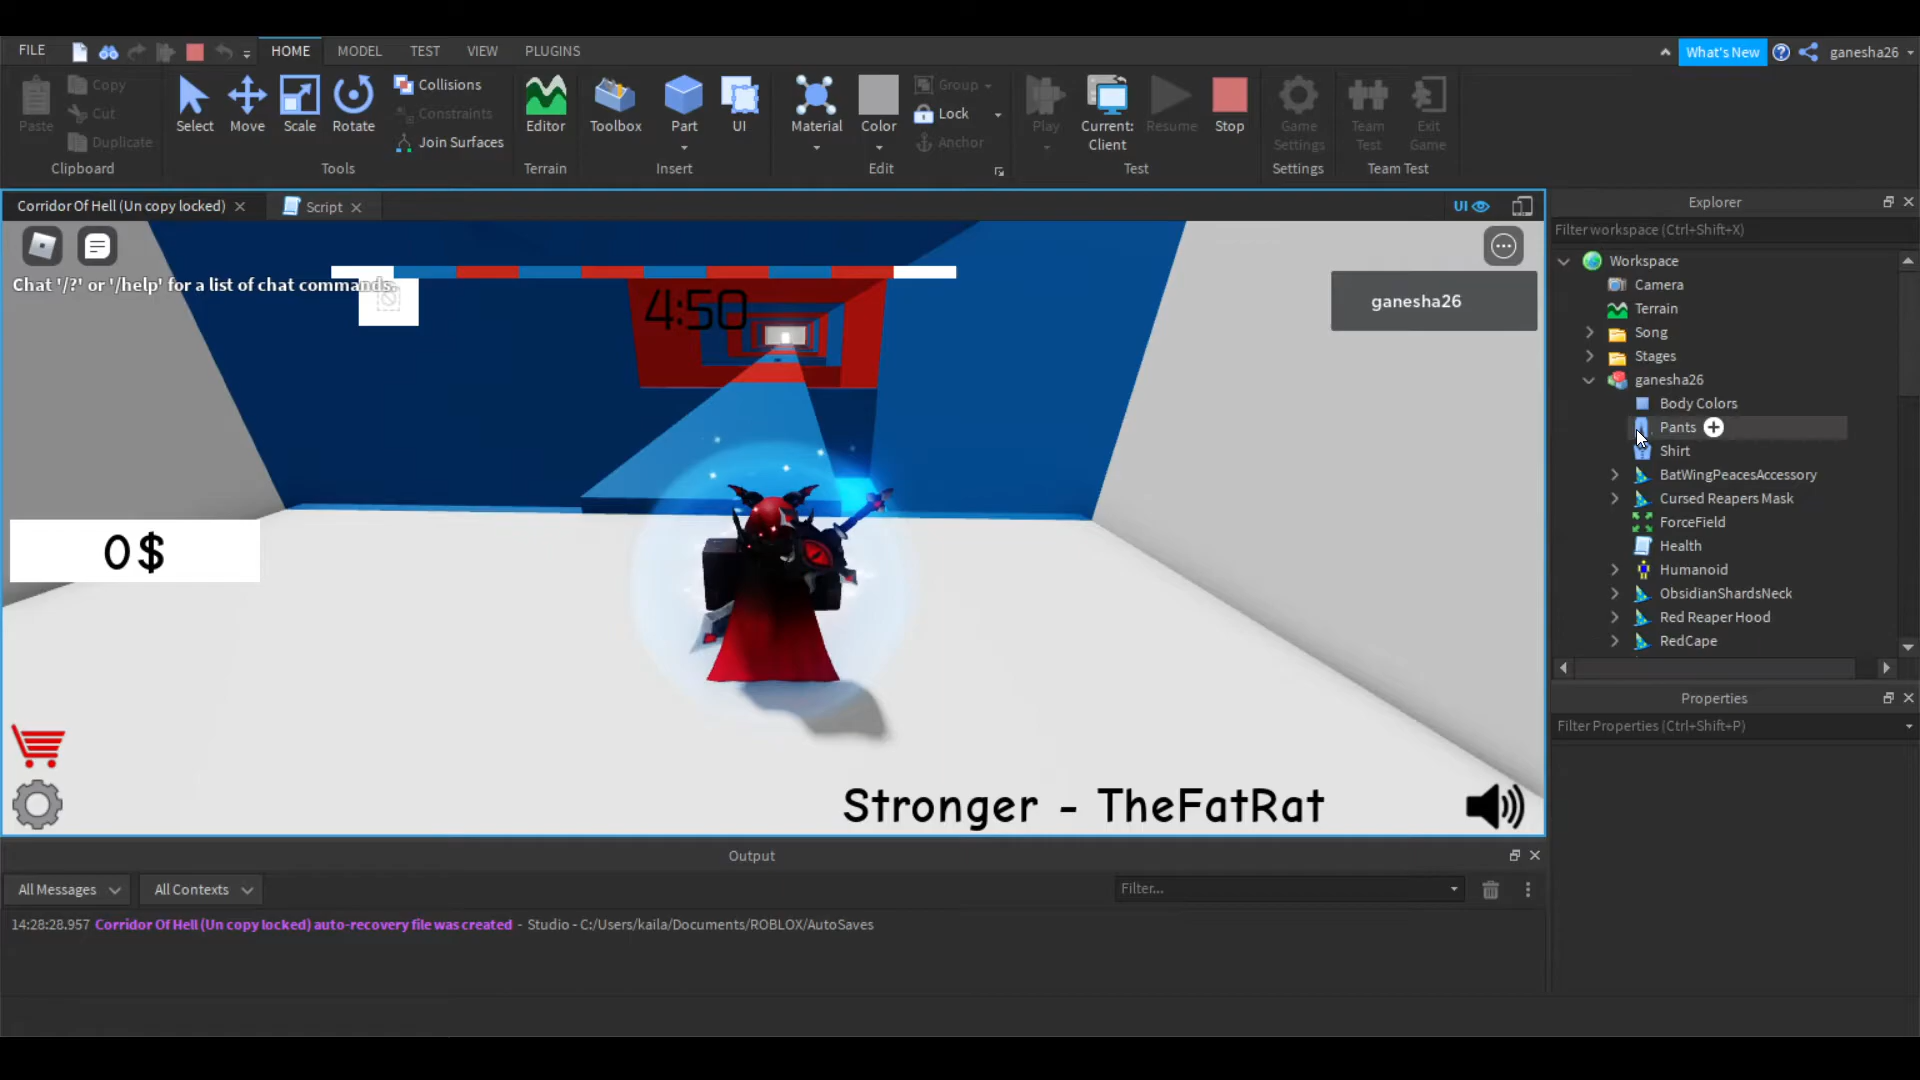 FILE
HOME
MODEL
TEST
VIEW
PLUGINS
What's New
ganesha26
Paste
Copy
Cut
Duplicate
Clipboard
Select
Move
Scale
Rotate
Collisions
Constraints
Join Surfaces
Tools
Editor
Terrain
Toolbox
Part
UI
Insert
Material
Color
Group
Lock
Anchor
Edit
Play
Current:
Client
Resume
Stop
Test
Game
Settings
Settings
Team
Test
Exit
Game
Team Test
Corridor Of Hell (Un copy locked)
Script
UI
Chat '/?' or '/help' for a list of chat commands.
4:50
ganesha26
0$
Stronger - TheFatRat
Explorer
Filter workspace (Ctrl+Shift+X)
Workspace
Camera
Terrain
Song
Stages
ganesha26
Body Colors
Pants
Shirt
BatWingPeacesAccessory
Cursed Reapers Mask
ForceField
Health
Humanoid
ObsidianShardsNeck
Red Reaper Hood
RedCape
Properties
Filter Properties (Ctrl+Shift+P)
Output
All Messages
All Contexts
Filter...
14:28:28.957 Corridor Of Hell (Un copy locked) auto-recovery file was created - Studio - C:/Users/kaila/Documents/ROBLOX/AutoSaves